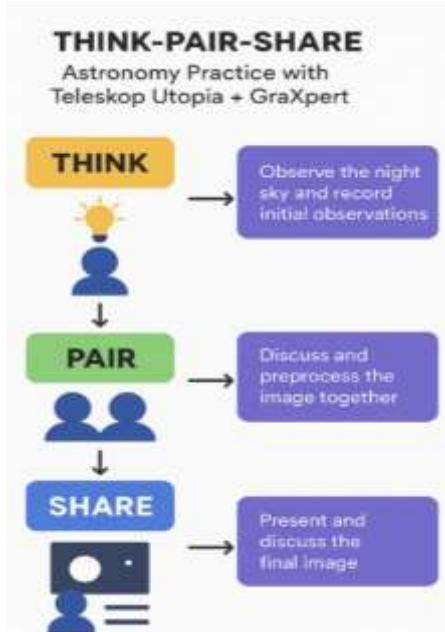 THINK-PAIR-SHARE
Astronomy Practice with
Teleskop Utopia + GraXpert
THINK
Observe the night
sky and record
initial observations
PAIR
Discuss and
preprocess the
image together
SHARE
Present and
discuss the
final image